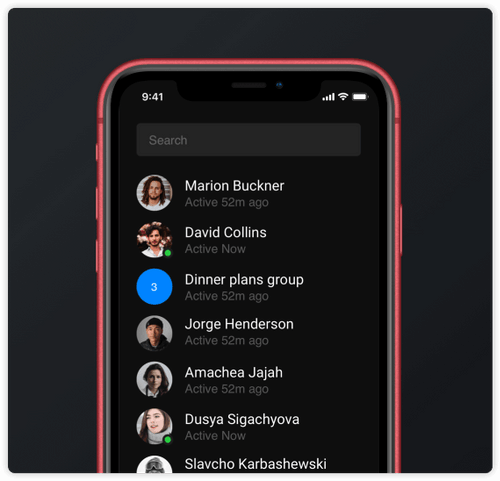 9:41
Search
Marion Buckner
Active 52m ago
David Collins
Active Now
3
Dinner plans group
Active 52m ago
Jorge Henderson
Active 52m ago
Amachea Jajah
Active 52m ago
Dusya Sigachyova
Active Now
Slavcho Karbashewski